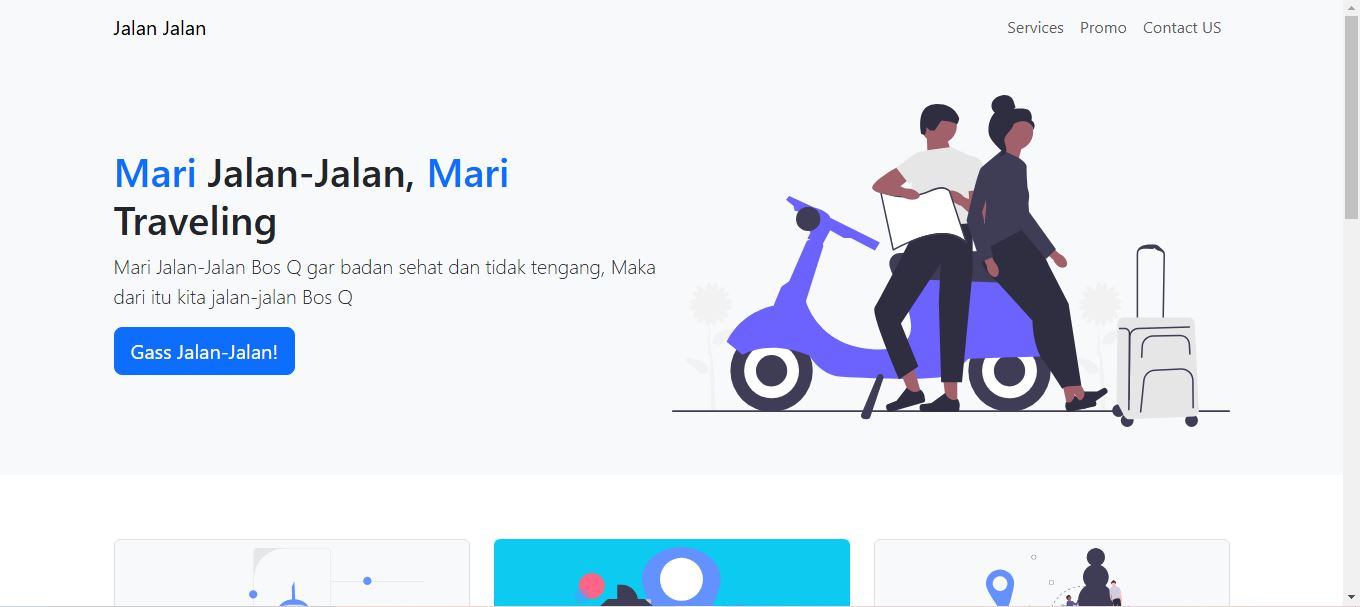 Jalan Jalan
Services Promo Contact US
Mari Jalan-Jalan, Mari
Traveling
Mari Jalan-Jalan Bos Q gar badan sehat dan tidak tengang, Maka
dari itu kita jalan-jalan Bos Q
Gass Jalan-Jalan!